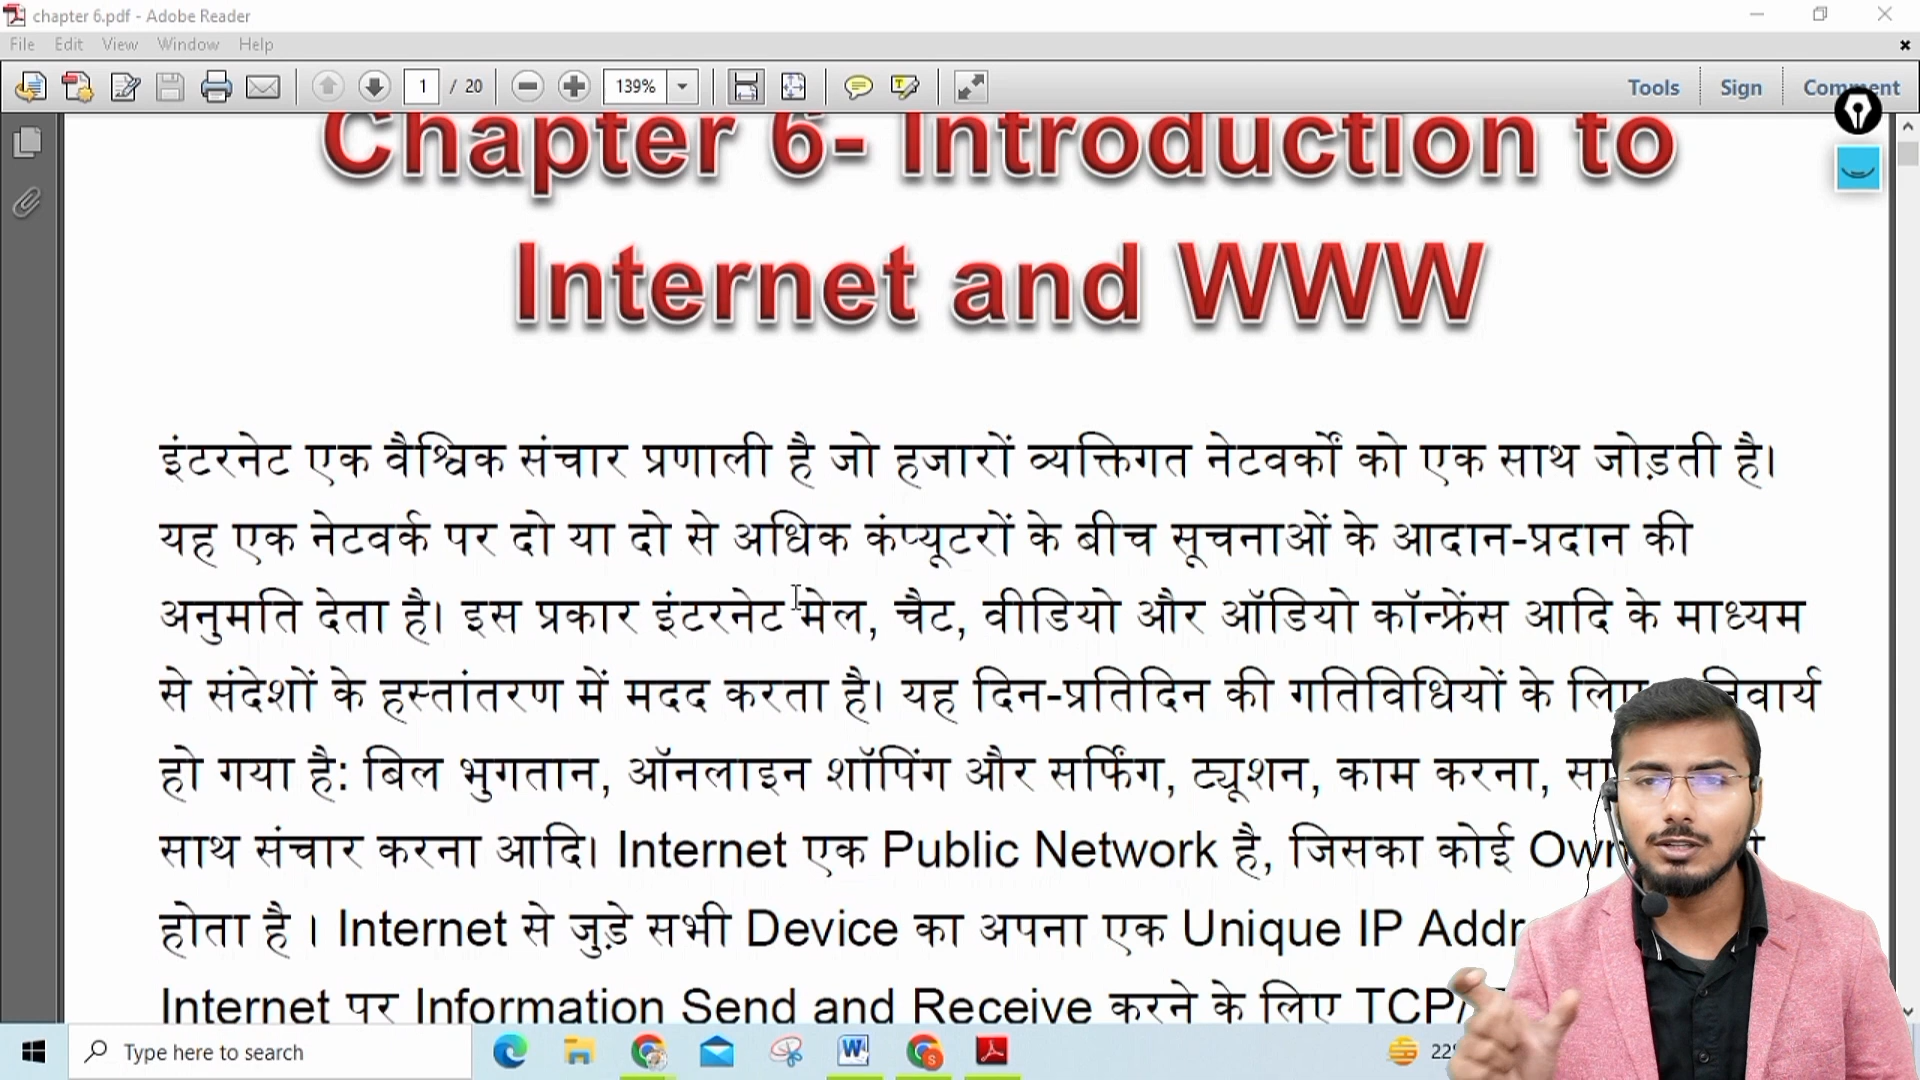 chapter 6.pdf - Adobe Reader
File Edit View Window Help
1 / 20 139% Tools Sign Comment
Chapter 6- Introduction to
Internet and WWW
इंटरनेट एक वैश्विक संचार प्रणाली है जो हजारों व्यक्तिगत नेटवर्कों को एक साथ जोड़ती है।
यह एक नेटवर्क पर दो या दो से अधिक कंप्यूटरों के बीच सूचनाओं के आदान-प्रदान की
अनुमति देता है। इस प्रकार इंटरनेट मेल, चैट, वीडियो और ऑडियो कॉन्फ्रेंस आदि के माध्यम
से संदेशों के हस्तांतरण में मदद करता है। यह दिन-प्रतिदिन की गतिविधियों के
हो गया है: बिल भुगतान, ऑनलाइन शॉपिंग और सर्फिंग, ट्यूशन, काम करना,
साथ संचार करना आदि। Internet एक Public Network है, जिसका कोई
होता है । Internet से जुड़े सभी Device का अपना एक Unique IP
Internet पर Information Send and Receive करने के लिए
Type here to search